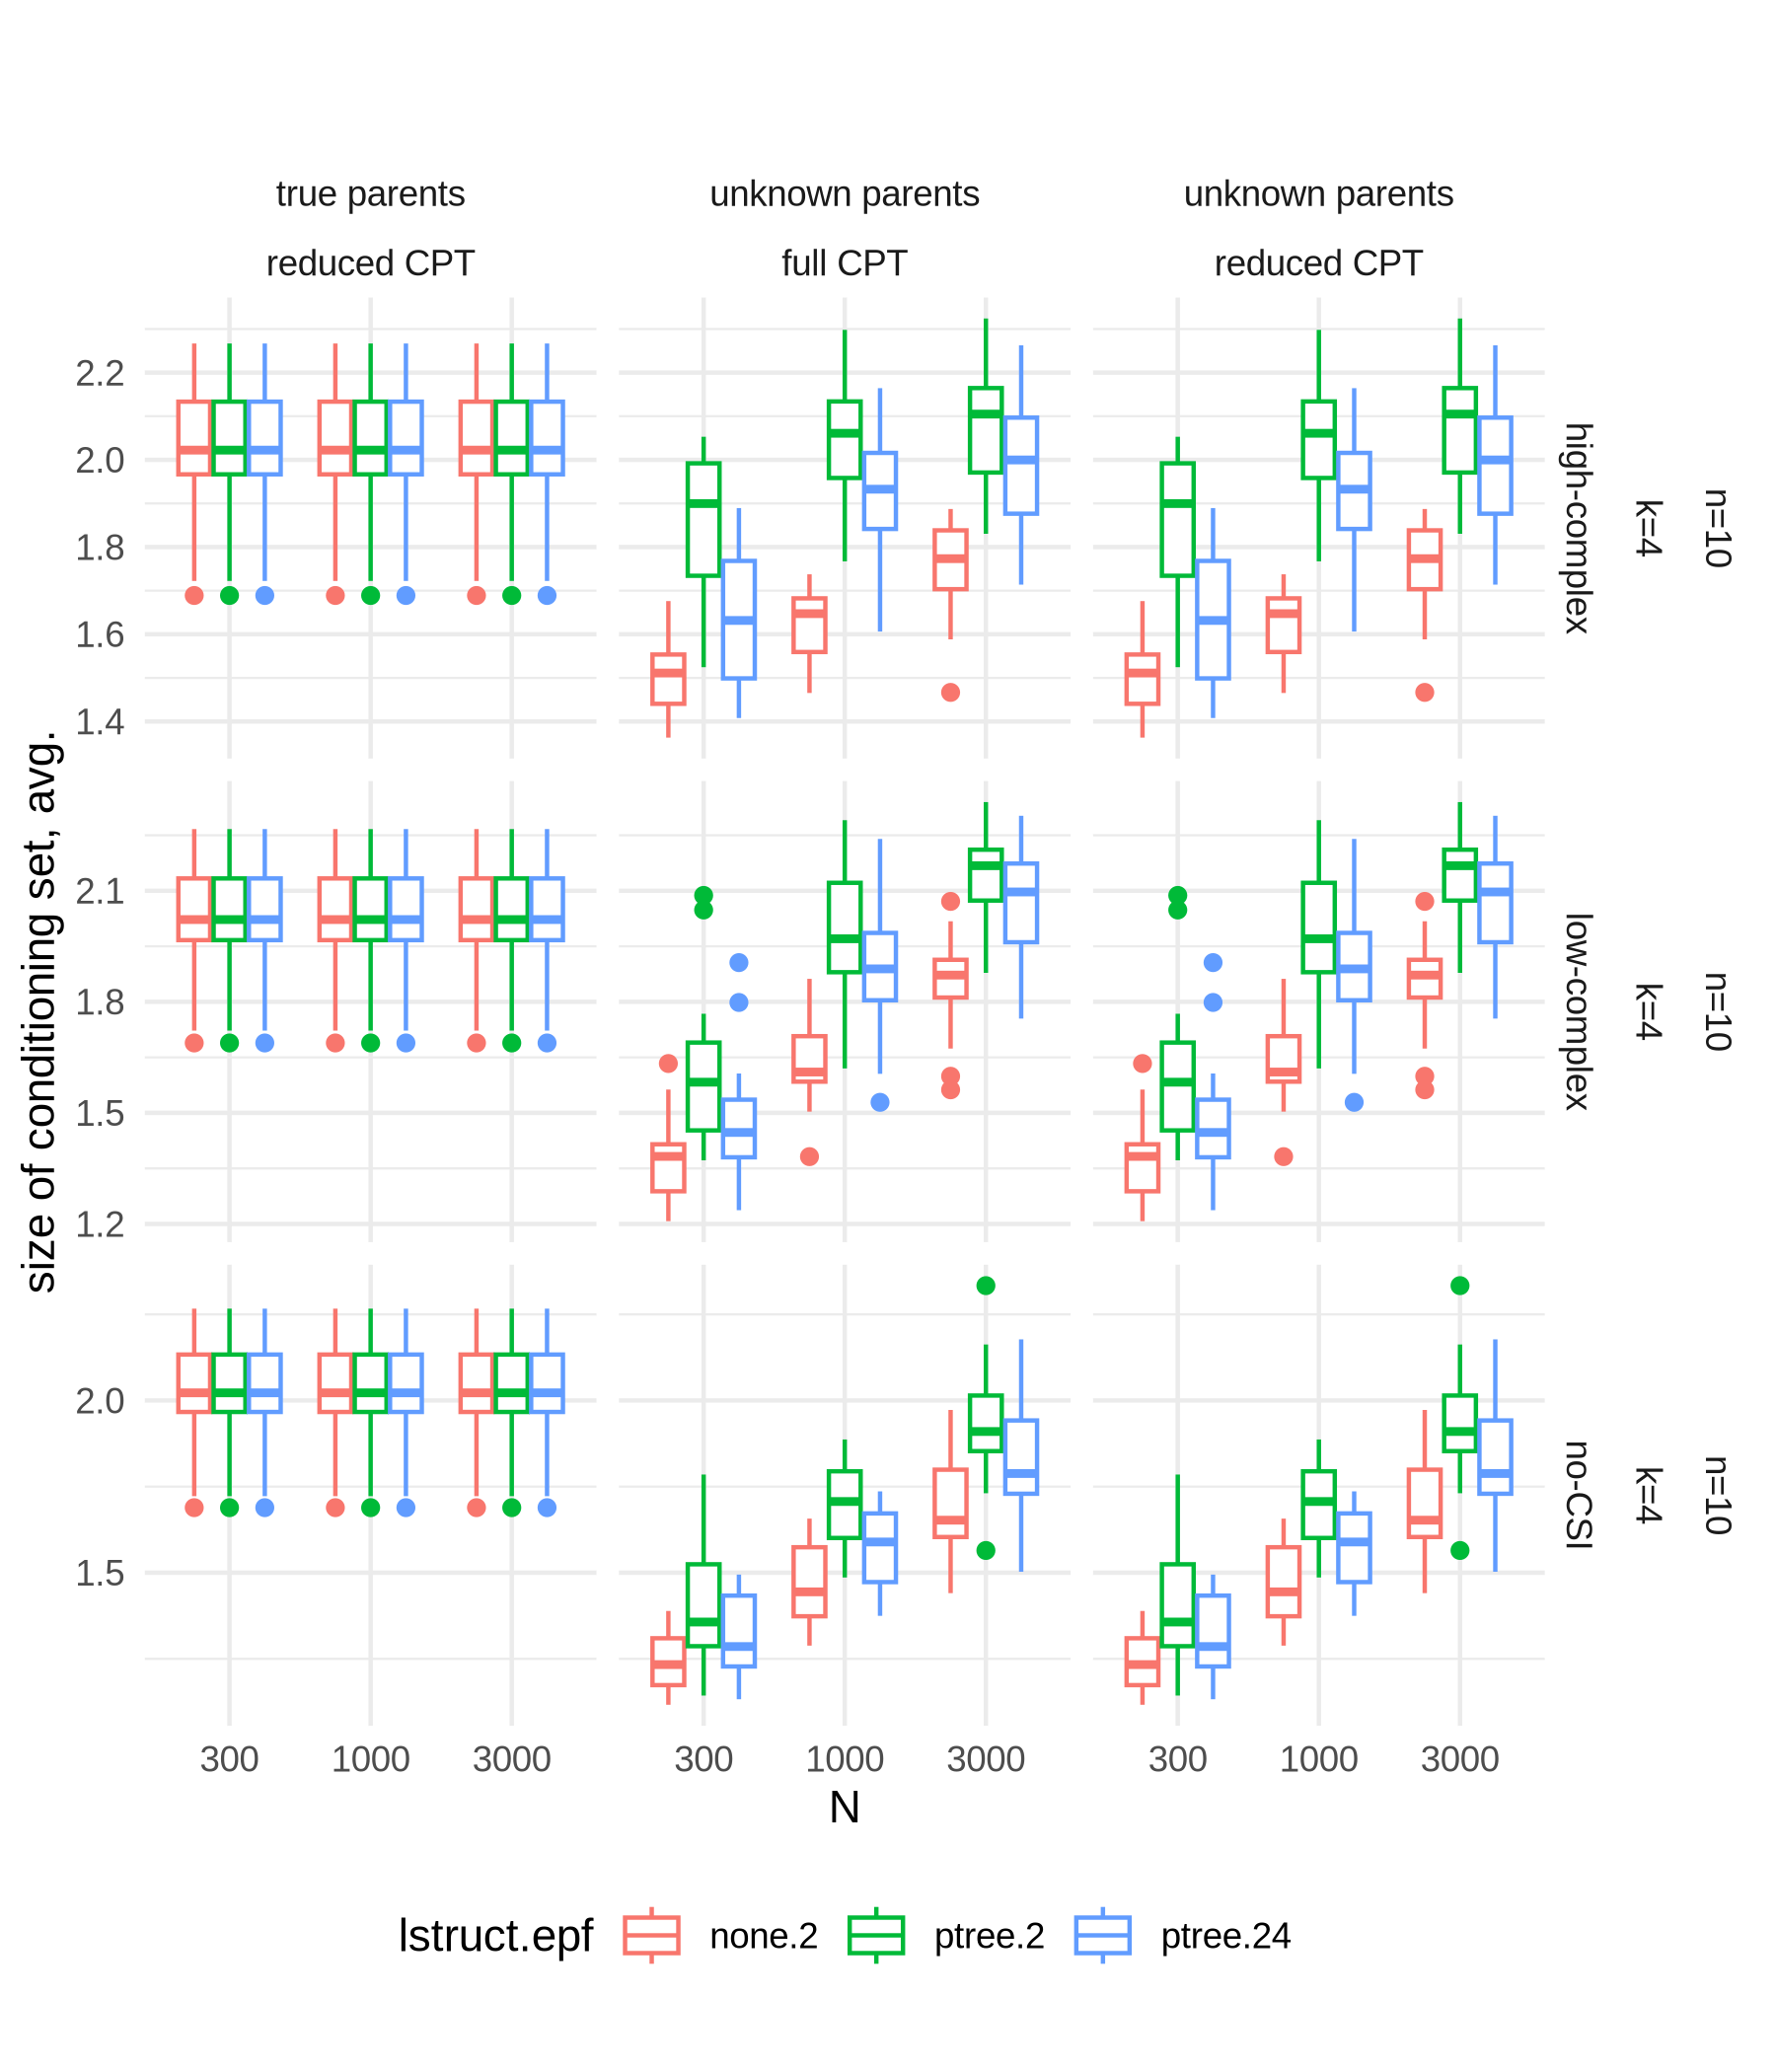 true parents
unknown parents
unknown parents
reduced CPT
full CPT
reduced CPT
size of conditioning set, avg.
2.2
2.0
1.8
1.6
1.4
high-complex
k=4
n=10
2.1
1.8
1.5
1.2
low-complex
k=4
n=10
2.0
1.5
no-CSI
k=4
n=10
300 1000 3000
300 1000 3000
300 1000 3000
N
lstruct.epf none.2 ptree.2 ptree.24